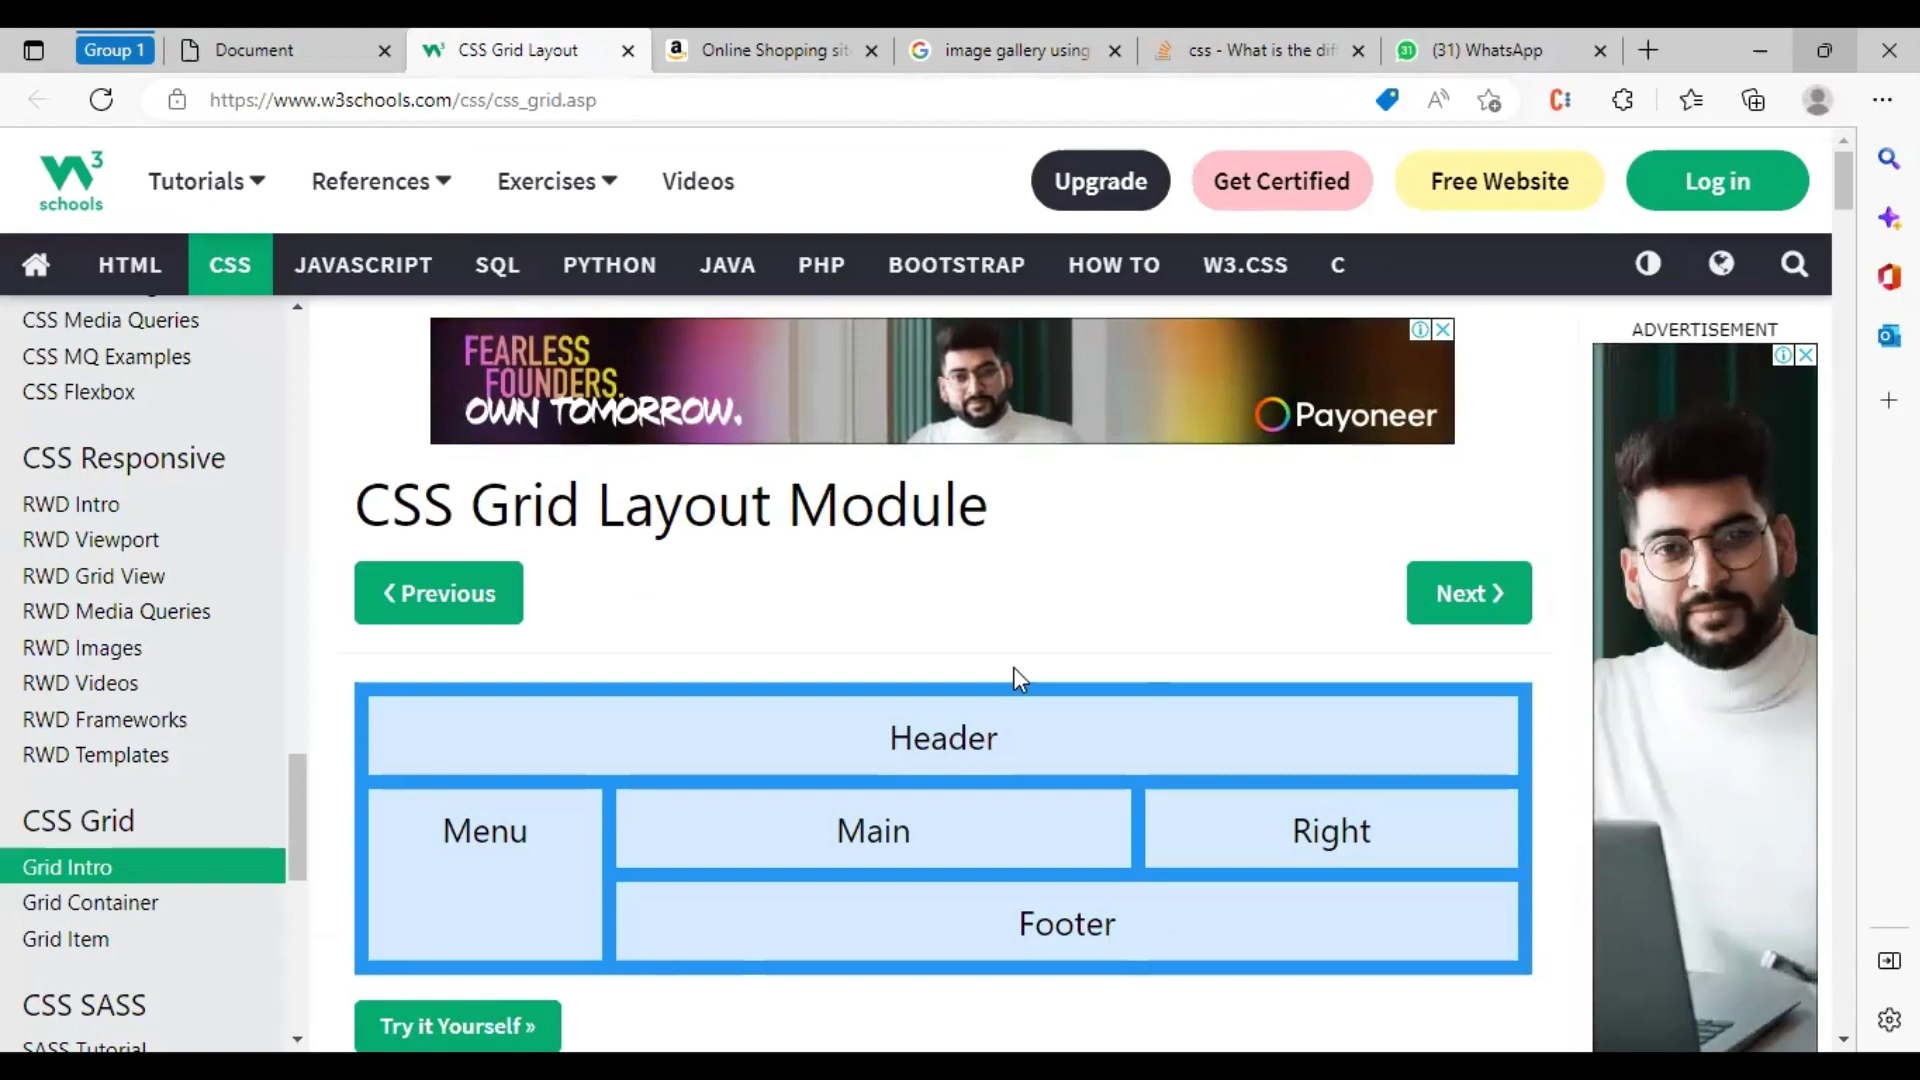 Group 1
Document
CSS Grid Layout
Online Shopping sit
image gallery using
css - What is the dif
31
(31) WhatsApp
https://www.w3schools.com/css/css_grid.asp
3
schools
Tutorials
References
Exercises
Videos
Upgrade
Get Certified
Free Website
Log in
HTML
CSS
JAVASCRIPT
SQL
PYTHON
JAVA
PHP
BOOTSTRAP
HOW TO
W3.CSS
C
CSS Media Queries
CSS MQ Examples
CSS Flexbox
CSS Responsive
RWD Intro
RWD Viewport
RWD Grid View
RWD Media Queries
RWD Images
RWD Videos
RWD Frameworks
RWD Templates
CSS Grid
Grid Intro
Grid Container
Grid Item
CSS SASS
SASS Tutorial
FEARLESS
FOUNDERS.
OWN TOMORROW.
Payoneer
ADVERTISEMENT
CSS Grid Layout Module
❮ Previous
Next ❯
Header
Menu
Main
Right
Footer
Try it Yourself »